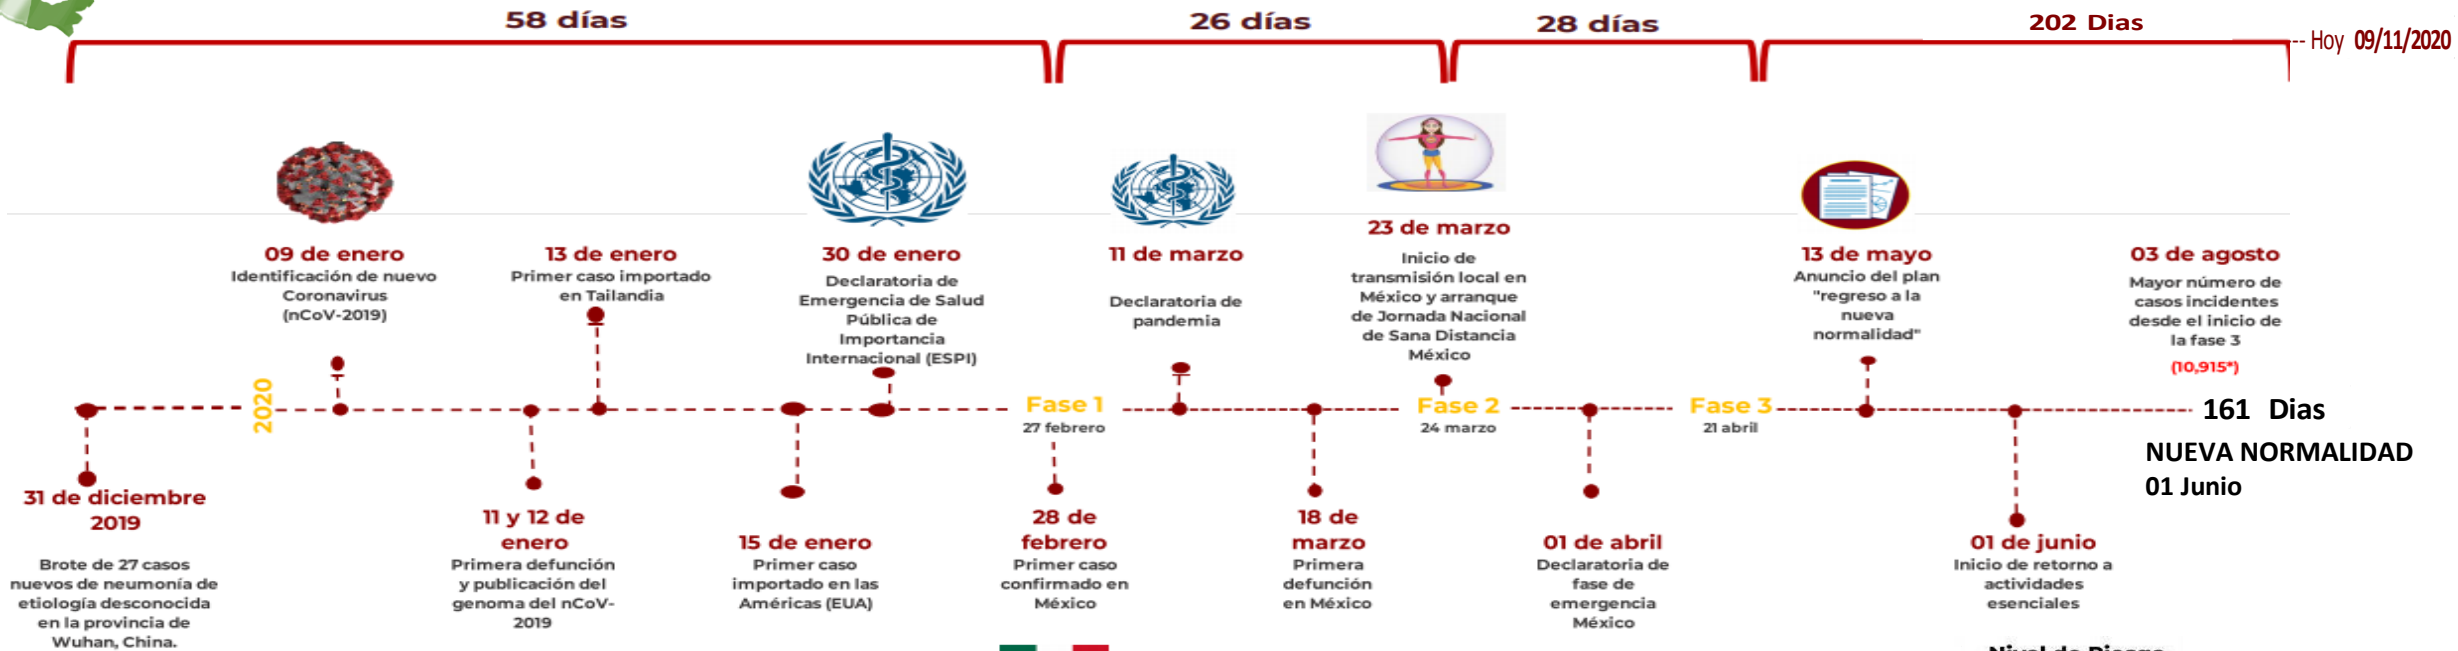 58 días
26 días
28 días
202 Dias
-- Hoy 09/11/2020
09 de enero
Identificación de nuevo
Coronavirus
(nCoV-2019)
13 de enero
Primer caso importado
en Tailandia
30 de enero
Declaratoria de
Emergencia de Salud
Pública de
Importancia
Internacional (ESPI)
11 de marzo
Declaratoria de
pandemia
23 de marzo
Inicio de
transmisión local en
México y arranque
de Jornada Nacional
de Sana Distancia
México
13 de mayo
Anuncio del plan
"regreso a la
nueva
normalidad"
03 de agosto
Mayor número de
casos incidentes
desde el inicio de
la fase 3
(10,915*)
2020
Fase 1
27 febrero
Fase 2
24 marzo
Fase 3
21 abril
161 Dias
NUEVA NORMALIDAD
01 Junio
31 de diciembre
2019
Brote de 27 casos
nuevos de neumonía de
etiología desconocida
en la provincia de
Wuhan, China.
11 y 12 de
enero
Primera defunción
y publicación del
genoma del nCoV-
2019
15 de enero
Primer caso
importado en las
Américas (EUA)
28 de
febrero
Primer caso
confirmado en
México
18 de
marzo
Primera
defunción
en México
01 de abril
Declaratoria de
fase de
emergencia
México
01 de junio
Inicio de retorno a
actividades
esenciales